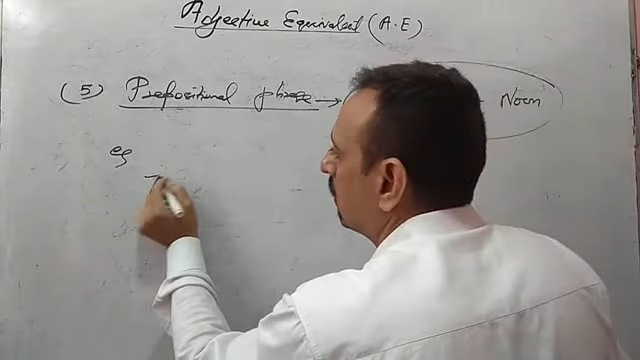 Adjective Equivalent (A.E)
(5) Prepositional phrase → Noun
eg